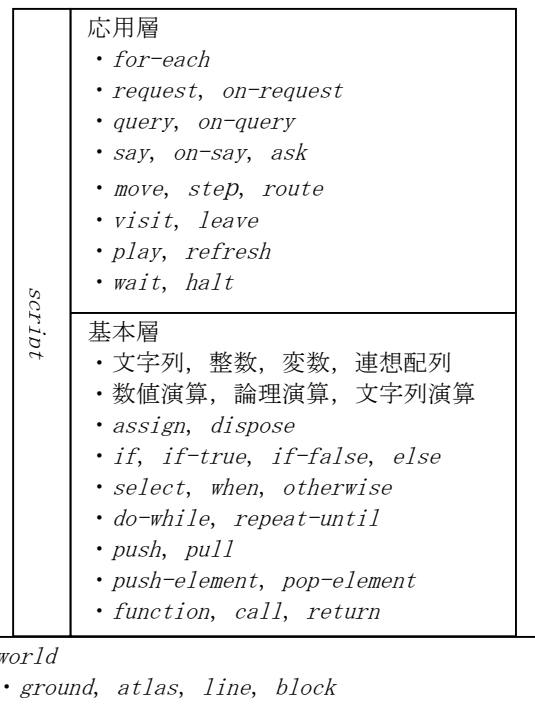 script
応用層
・for-each
・request, on-request
・query, on-query
・say, on-say, ask
・move, step, route
・visit, leave
・play, refresh
・wait, halt
基本層
・文字列, 整数, 変数, 連想配列
・数値演算, 論理演算, 文字列演算
・assign, dispose
・if, if-true, if-false, else
・select, when, otherwise
・do-while, repeat-until
・push, pull
・push-element, pop-element
・function, call, return
world
・ground, atlas, line, block